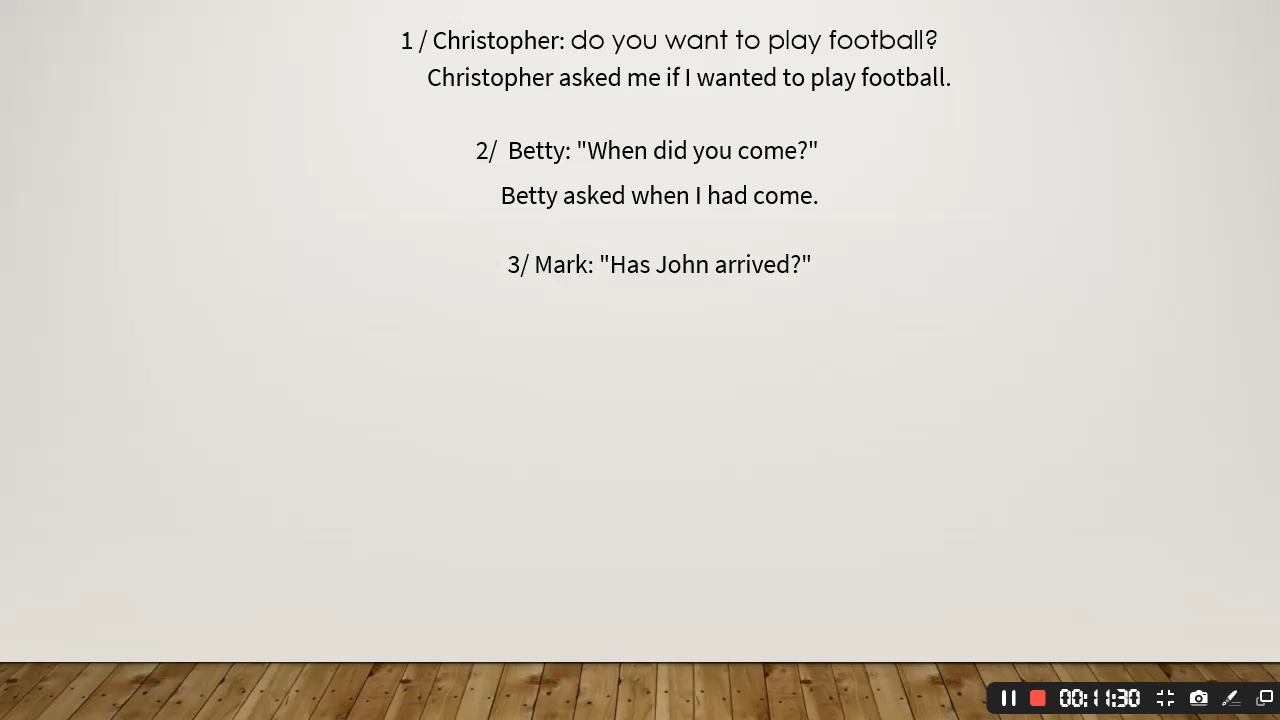 1 / Christopher: do you want to play football?
Christopher asked me if I wanted to play football.
2/ Betty: "When did you come?"
Betty asked when I had come.
3/ Mark: "Has John arrived?"
00:11:30